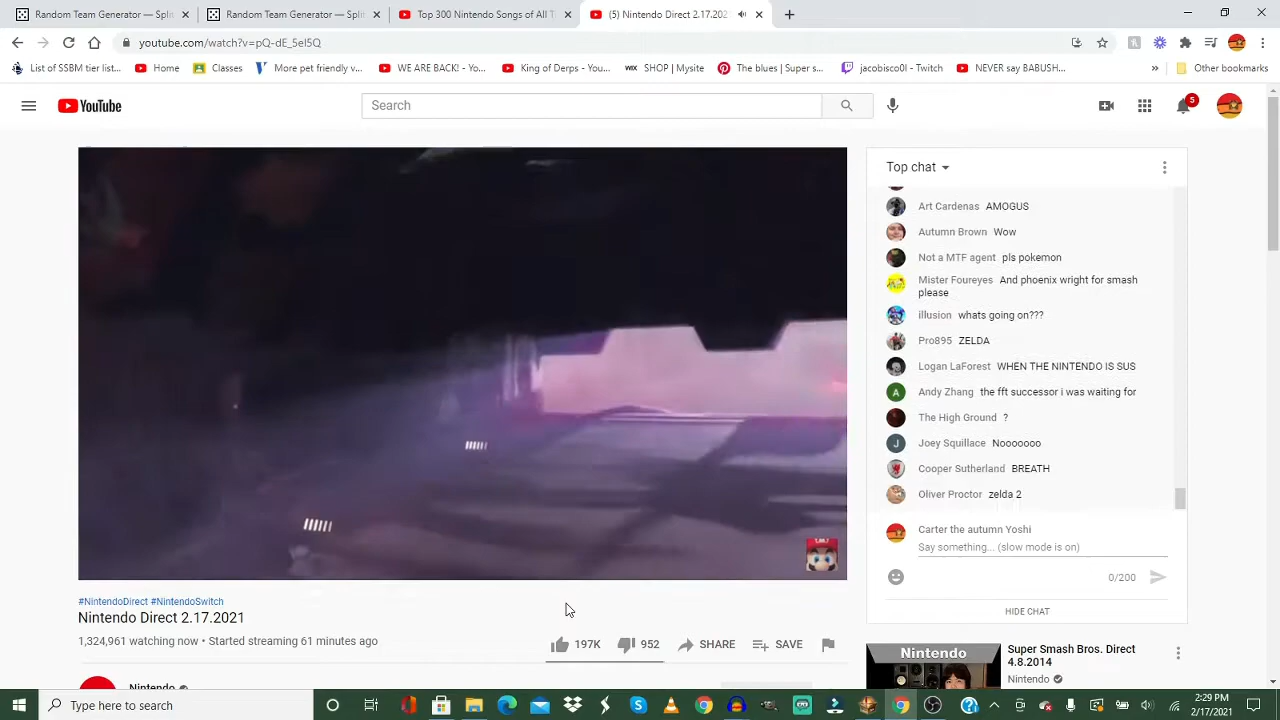 Random Team Generator — Spli
Random Team Generator — Spli
Top 300 Nintendo Songs of All T
(5) Nintendo Direct 2.17.202
youtube.com/watch?v=pQ-dE_5eI5Q
List of SSBM tier list...
Home
Classes
More pet friendly v...
WE ARE BACK! - Yo...
King of Derps - You...
WIX SHOP | Mysite
The blues | Super s...
jacobisco0l - Twitch
NEVER say BABUSH...
»
Other bookmarks
YouTube
Search
5
Top chat
Art Cardenas AMOGUS
Autumn Brown Wow
Not a MTF agent pls pokemon
Mister Foureyes And phoenix wright for smash
please
illusion whats going on???
Pro895 ZELDA
Logan LaForest WHEN THE NINTENDO IS SUS
A Andy Zhang the fft successor i was waiting for
The High Ground ?
J Joey Squillace Nooooooo
Cooper Sutherland BREATH
Oliver Proctor zelda 2
Carter the autumn Yoshi
Say something... (slow mode is on)
0/200
HIDE CHAT
#NintendoDirect #NintendoSwitch
Nintendo Direct 2.17.2021
1,324,961 watching now • Started streaming 61 minutes ago
197K
952
SHARE
SAVE
Nintendo
Nintendo
Super Smash Bros. Direct
4.8.2014
Nintendo
Type here to search
2:29 PM
2/17/2021